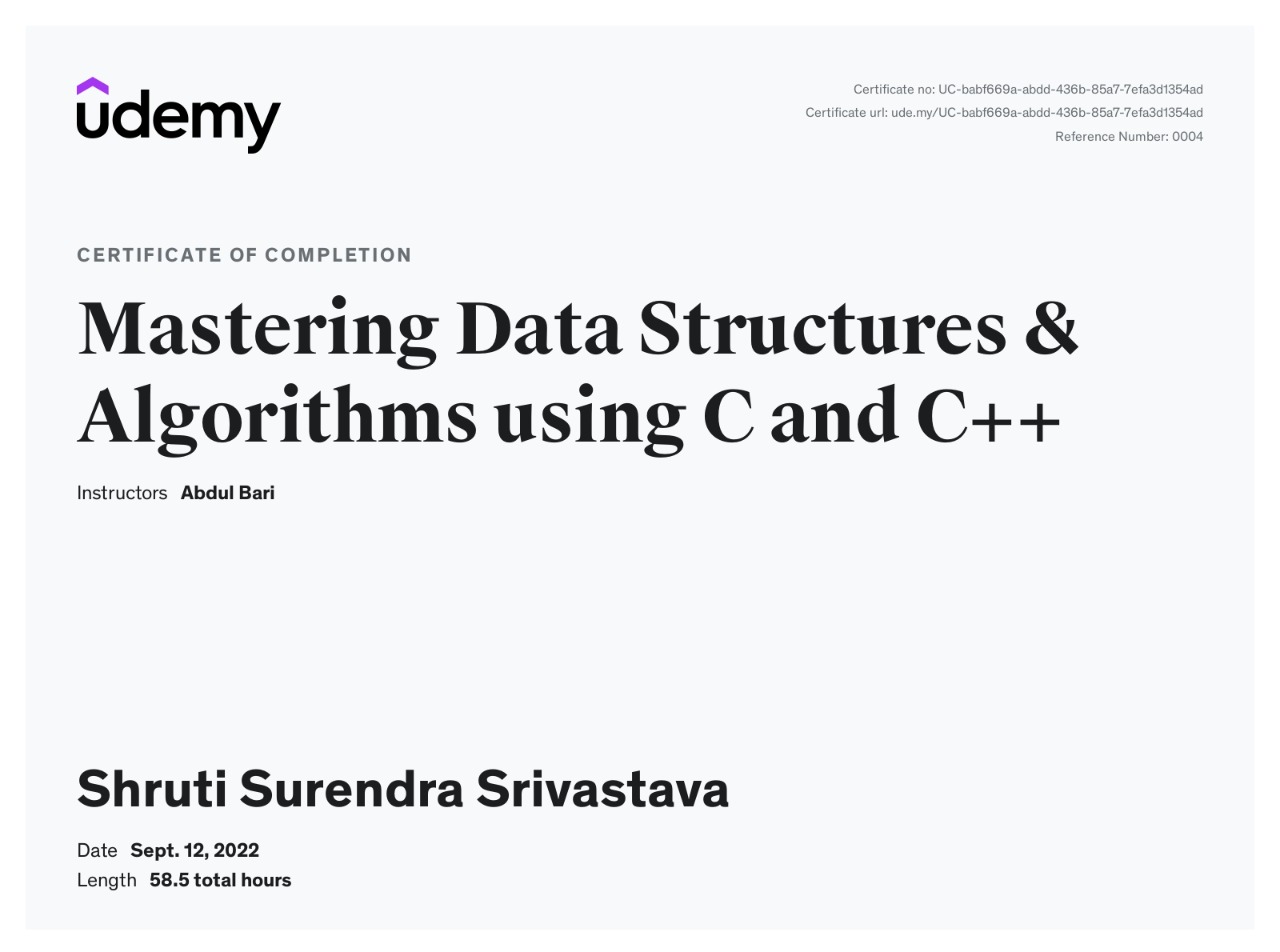 udemy
Certificate no: UC-babf669a-abdd-436b-85a7-7efa3d1354ad
Certificate url: ude.my/UC-babf669a-abdd-436b-85a7-7efa3d1354ad
Reference Number: 0004
CERTIFICATE OF COMPLETION
Mastering Data Structures &
Algorithms using C and C++
Instructors Abdul Bari
Shruti Surendra Srivastava
Date Sept. 12, 2022
Length 58.5 total hours